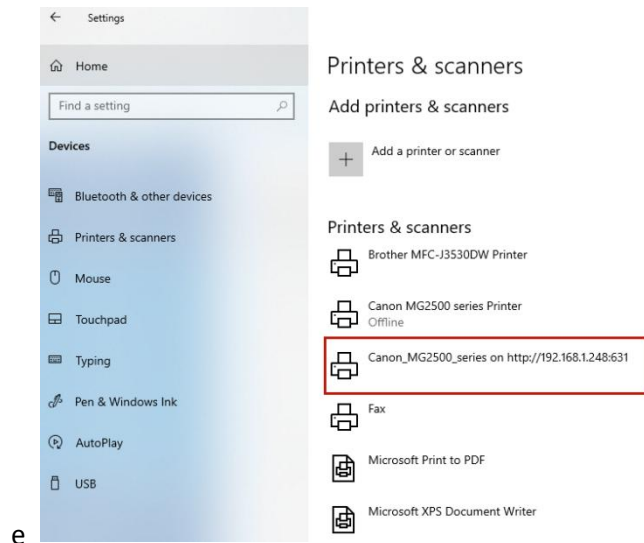 Settings
Home
Find a setting
Devices
Bluetooth & other devices
Printers & scanners
Mouse
Touchpad
Typing
Pen & Windows Ink
AutoPlay
USB
Printers & scanners
Add printers & scanners
Add a printer or scanner
Printers & scanners
Brother MFC-J3530DW Printer
Canon MG2500 series Printer
Offline
Canon_MG2500_series on http://192.168.1.248:631
Fax
Microsoft Print to PDF
Microsoft XPS Document Writer
e